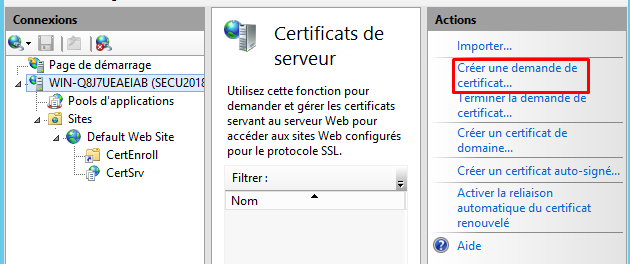 Connexions
Page de démarrage
WIN-Q8J7UEAEIAB (SECU2018
Pools d'applications
Sites
Default Web Site
CertEnroll
CertSrv
Certificats de
serveur
Utilisez cette fonction pour
demander et gérer les certificats
servant au serveur Web pour
accéder aux sites Web configurés
pour le protocole SSL.
Filtrer :
Nom
Actions
Importer...
Créer une demande de
certificat...
Terminer la demande de
certificat...
Créer un certificat de
domaine...
Créer un certificat auto-signé...
Activer la reliaison
automatique du certificat
renouvelé
Aide